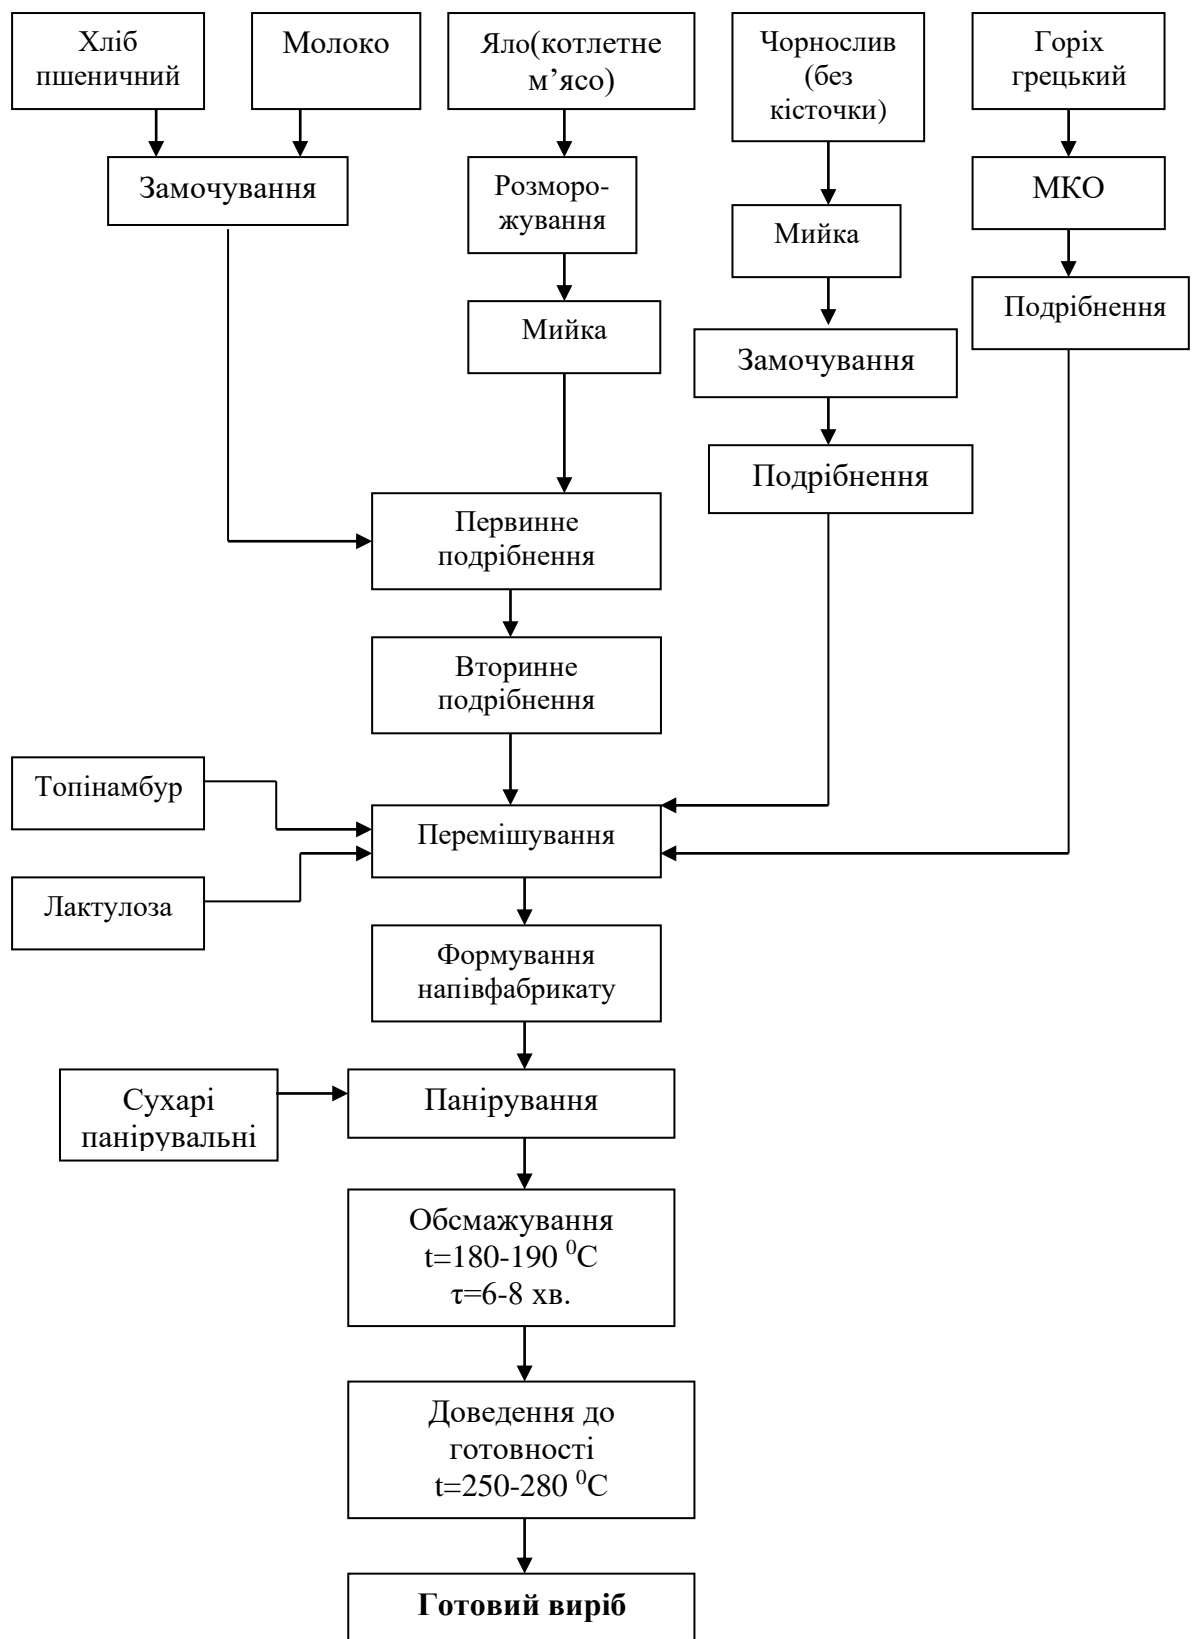 Хліб
пшеничний
Молоко
Яло(котлетне
м’ясо)
Чорнослив
(без
кісточки)
Горіх
грецький
Замочування
Розморо-
жування
МКО
Мийка
Подрібнення
Мийка
Замочування
Подрібнення
Первинне
подрібнення
Вторинне
подрібнення
Топінамбур
Перемішування
Лактулоза
Формування
напівфабрикату
Сухарі
панірувальні
Панірування
Обсмажування
t=180-190 ⁰С
τ=6-8 хв.
Доведення до
готовності
t=250-280 ⁰С
Готовий виріб